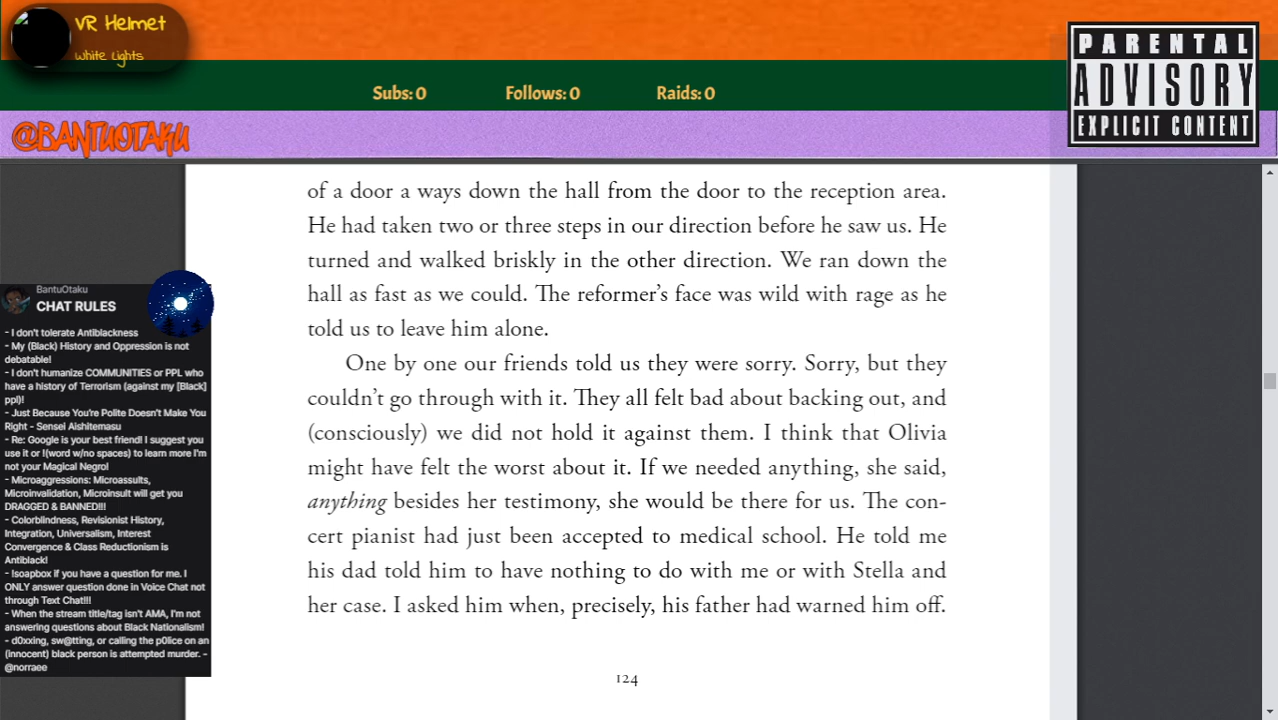 VR Helmet
White Lights
Subs: 0
Follows: 0
Raids: 0
PARENTAL
ADVISORY
EXPLICIT CONTENT
@BANTUOTAKU
of a door a ways down the hall from the door to the reception area.
He had taken two or three steps in our direction before he saw us. He
turned and walked briskly in the other direction. We ran down the
hall as fast as we could. The reformer's face was wild with rage as he
told us to leave him alone.
One by one our friends told us they were sorry. Sorry, but they
couldn't go through with it. They all felt bad about backing out, and
(consciously) we did not hold it against them. I think that Olivia
might have felt the worst about it. If we needed anything, she said,
anything besides her testimony, she would be there for us. The con-
cert pianist had just been accepted to medical school. He told me
his dad told him to have nothing to do with me or with Stella and
her case. I asked him when, precisely, his father had warned him off.
124
BantuOtaku
CHAT RULES
- I don't tolerate Antiblackness
- My (Black) History and Oppression is not
debatable!
- I don't humanize COMMUNITIES or PPL who
have a history of Terrorism (against my [Black]
ppl)!
- Just Because You're Polite Doesn't Make You
Right - Sensei Aishitemasu
- Re: Google is your best friend! I suggest you
use it or !(word w/no spaces) to learn more I'm
not your Magical Negro!
- Microaggressions: Microassults,
Microinvalidation, Microinsult will get you
DRAGGED & BANNED!!!
- Colorblindness, Revisionist History,
Integration, Universalism, Interest
Convergence & Class Reductionism is
Antiblack!
- !soapbox if you have a question for me. I
ONLY answer question done in Voice Chat not
through Text Chat!!!
- When the stream title/tag isn't AMA, I'm not
answering questions about Black Nationalism!
- d0xxing, sw@tting, or calling the p0lice on an
(innocent) black person is attempted murder. -
@norraee